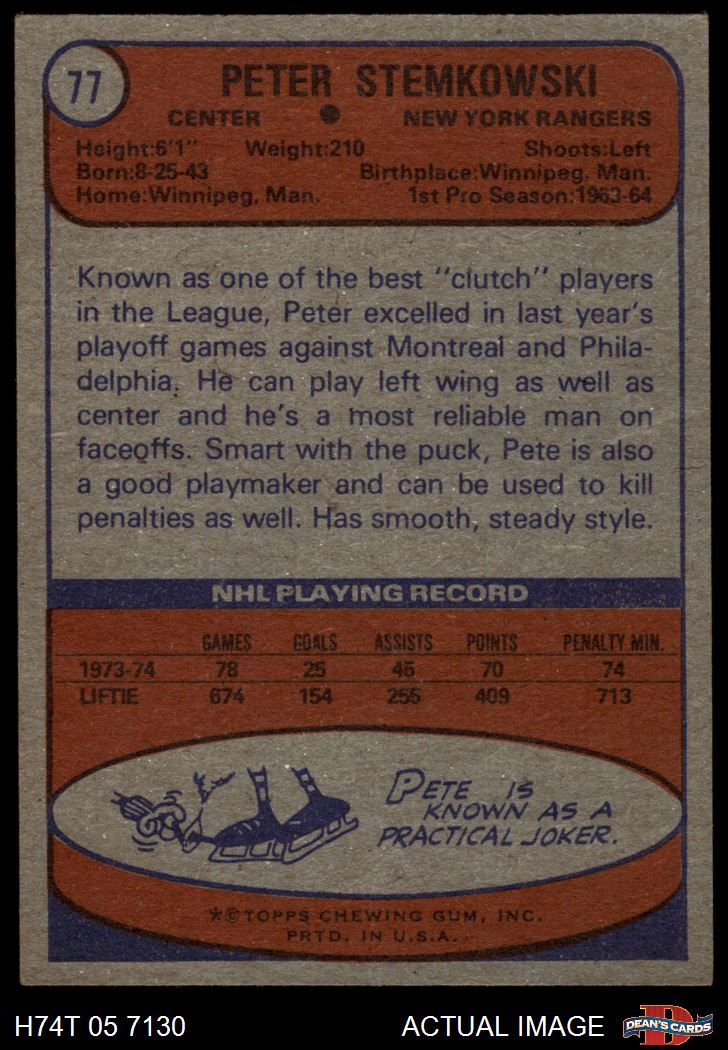 77
PETER STEMKOWSKI
CENTER ● NEW YORK RANGERS
Height:6'1" Weight:210 Shoots:Left
Born:8-25-43 Birthplace:Winnipeg, Man.
Home:Winnipeg, Man. 1st Pro Season:1963-64
Known as one of the best "clutch" players
in the League, Peter excelled in last year's
playoff games against Montreal and Phila-
delphia. He can play left wing as well as
center and he's a most reliable man on
faceoffs. Smart with the puck, Pete is also
a good playmaker and can be used to kill
penalties as well. Has smooth, steady style.
NHL PLAYING RECORD
GAMES GOALS ASSISTS POINTS PENALTY MIN.
1973-74 78 25 45 70 74
LIFTIE 674 154 255 409 713
PETE IS
KNOWN AS A
PRACTICAL JOKER.
*©TOPPS CHEWING GUM, INC.
PRTD. IN U.S.A.
H74T 05 7130 ACTUAL IMAGE D DEAN'S CARDS